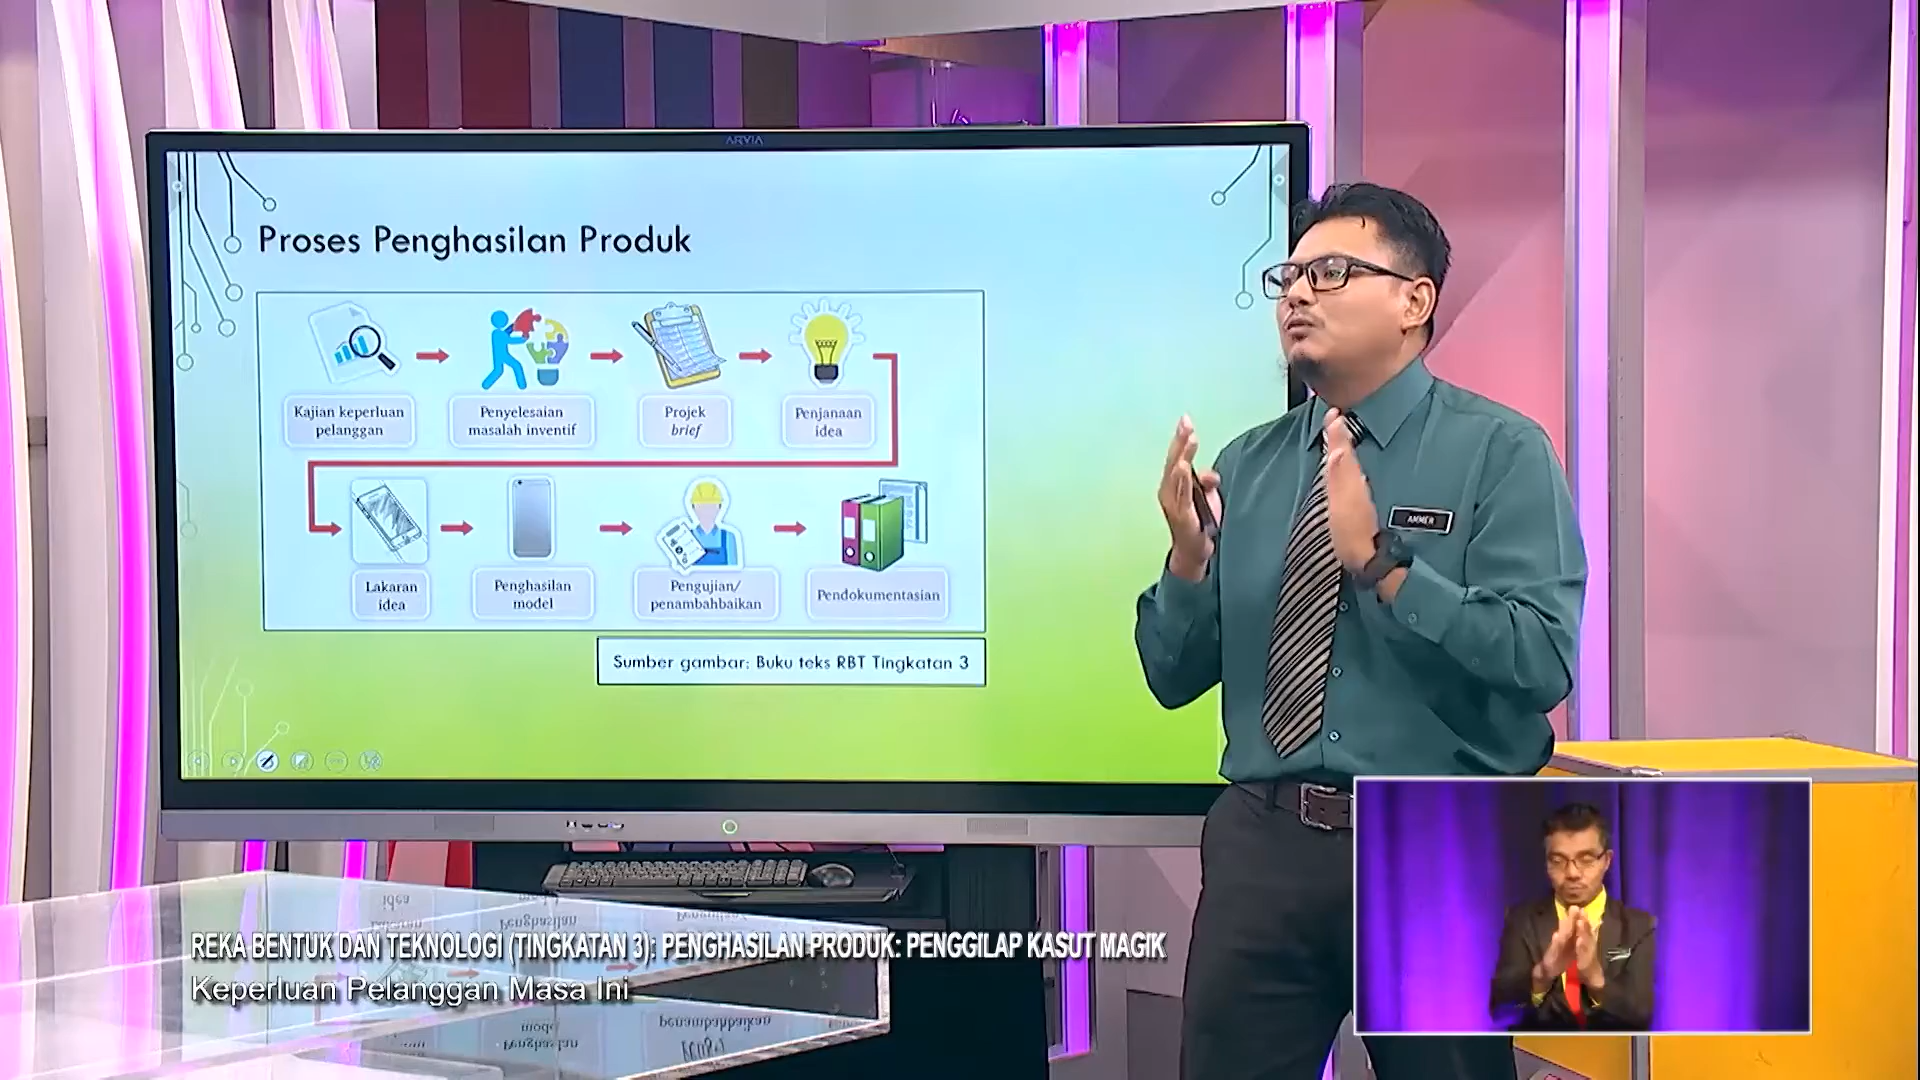 ARVIA
Proses Penghasilan Produk
Kajian keperluan
pelanggan
Penyelesaian
masalah inventif
Projek
brief
Penjanaan
idea
Lakaran
idea
Penghasilan
model
Pengujian/
penambahbaikan
Pendokumentasian
Sumber gambar: Buku teks RBT Tingkatan 3
AMMER
REKA BENTUK DAN TEKNOLOGI (TINGKATAN 3): PENGHASILAN PRODUK: PENGGILAP KASUT MAGIK
Keperluan Pelanggan Masa Ini